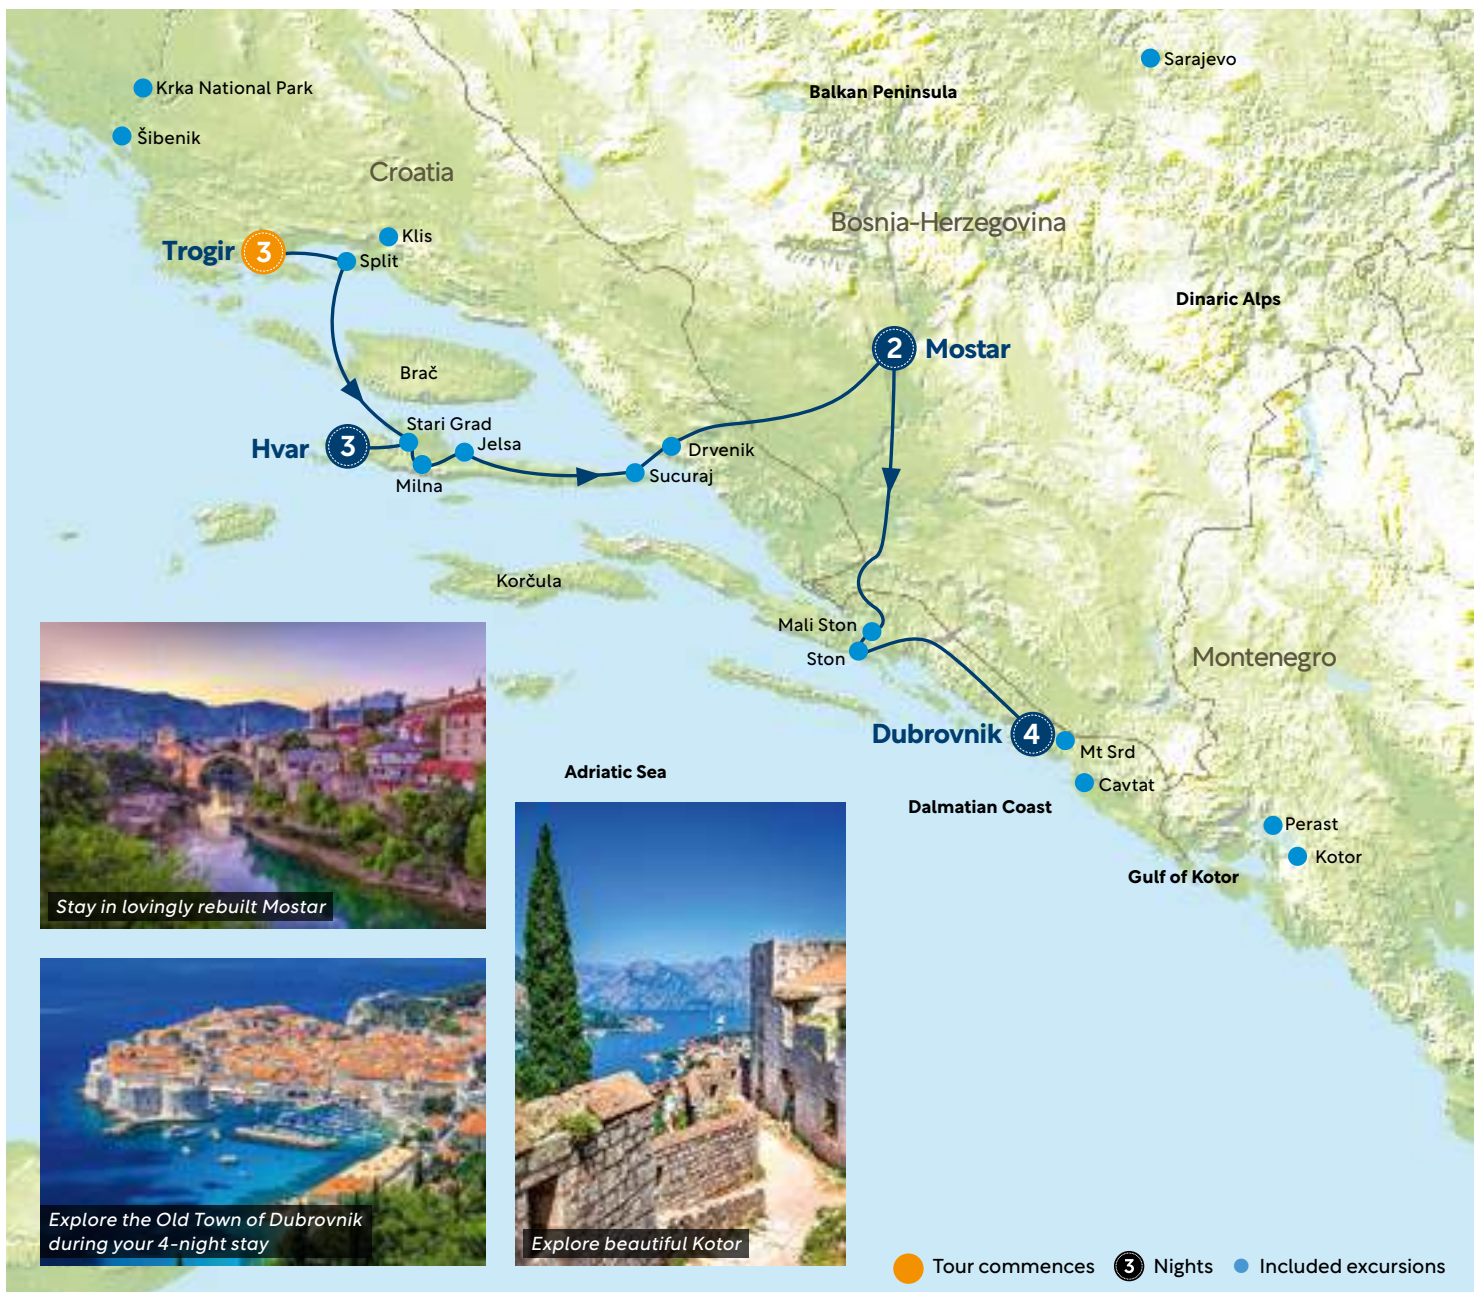 Sarajevo
Krka National Park
Balkan Peninsula
Šibenik
Croatia
Bosnia-Herzegovina
Klis
Trogir 3
Split
Dinaric Alps
2 Mostar
Brač
Stari Grad
Hvar 3
Jelsa
Drvenik
Milna
Sucuraj
Korčula
Mali Ston
Ston
Montenegro
Dubrovnik 4
Mt Srd
Adriatic Sea
Cavtat
Dalmatian Coast
Perast
Kotor
Gulf of Kotor
Stay in lovingly rebuilt Mostar
Explore the Old Town of Dubrovnik
during your 4-night stay
Explore beautiful Kotor
Tour commences 3 Nights Included excursions